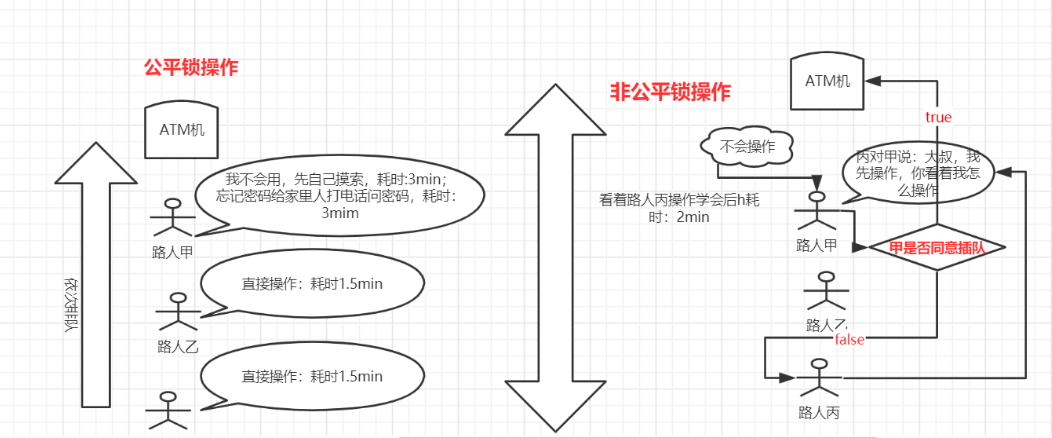 公平锁操作
ATM机
我不会用，先自己摸索，耗时:3min；
忘记密码给家里人打电话问密码，耗时：
3mim
路人甲
依次排队
直接操作：耗时1.5min
路人乙
直接操作：耗时1.5min
非公平锁操作
ATM机
true
不会操作
丙对甲说：大叔，我
先操作，你看着我怎
么操作
看着路人丙操作学会后h耗
时：2min
路人甲
甲是否同意插队
路人乙
false
路人丙